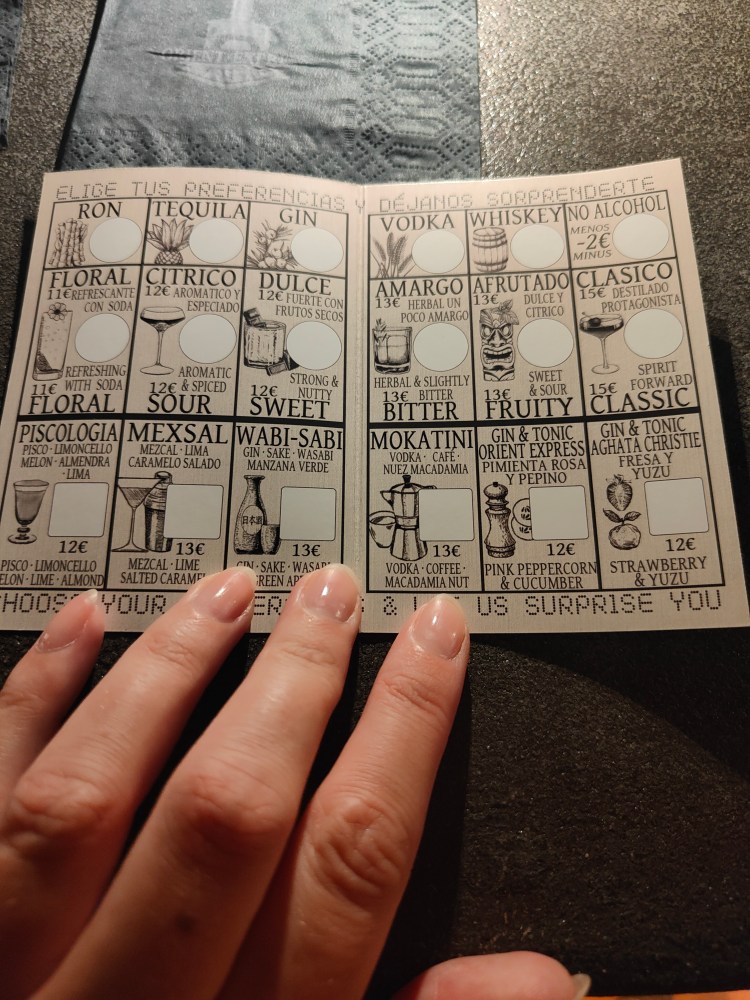 ELIGE TUS PREFERENCIAS Y DÉJANOS SORPRENDERTE
RON
TEQUILA
GIN
VODKA
WHISKEY
NO ALCOHOL
MENOS
-2€
MINUS
FLORAL
11€ REFRESCANTE
CON SODA
REFRESHING
11€ WITH SODA
FLORAL
CITRICO
12€ AROMATICO Y
ESPECIADO
AROMATIC
12€ & SPICED
SOUR
DULCE
12€ FUERTE CON
FRUTOS SECOS
STRONG &
12€ NUTTY
SWEET
AMARGO
13€ HERBAL UN
POCO AMARGO
HERBAL & SLIGHTLY
13€ BITTER
BITTER
AFRUTADO
13€ DULCE Y
CITRICO
SWEET
13€ & SOUR
FRUITY
CLASICO
15€ DESTILADO
PROTAGONISTA
SPIRIT
15€ FORWARD
CLASSIC
PISCOLOGIA
PISCO · LIMONCELLO
MELON · ALMENDRA
· LIMA
12€
PISCO · LIMONCELLO
ELON · LIME · ALMOND
MEXSAL
MEZCAL · LIMA
CARAMELO SALADO
13€
MEZCAL · LIME
SALTED CARAMEL
WABI-SABI
GIN · SAKE · WASABI
MANZANA VERDE
日本酒
13€
GIN · SAKE · WASABI
GREEN AP
MOKATINI
VODKA · CAFÉ ·
NUEZ MACADAMIA
13€
VODKA · COFFEE ·
MACADAMIA NUT
GIN & TONIC
ORIENT EXPRESS
PIMIENTA ROSA
Y PEPINO
12€
PINK PEPPERCORN
& CUCUMBER
GIN & TONIC
AGHATA CHRISTIE
FRESA Y
YUZU
12€
STRAWBERRY
& YUZU
CHOOSE YOUR & US SURPRISE YOU